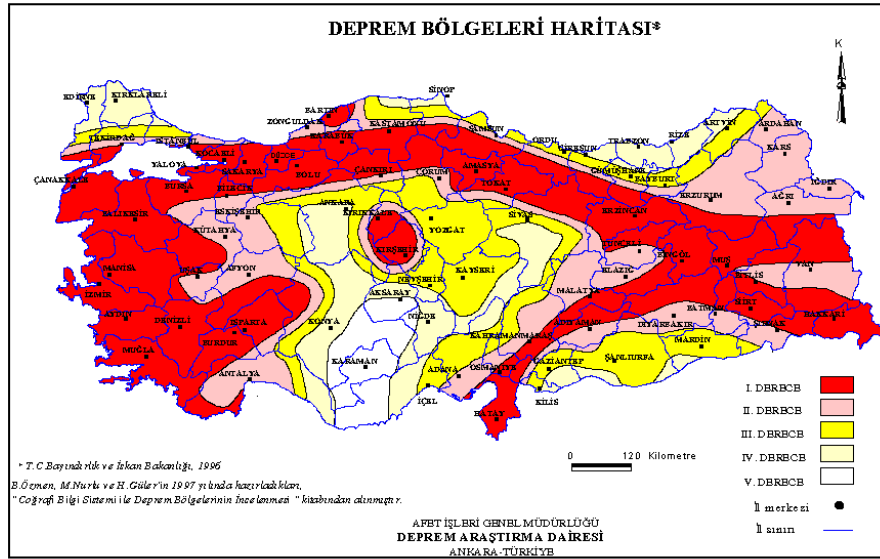 DEPREM BÖLGELERİ HARİTASI*
K
SİNOP
EDİRNE
KIRKLARELİ
BARTIN
ZONGULDAK
KASTAMONU
KARABÜK
SAMSUN
ORDU
GİRESUN
TRABZON
RİZE
ARTVİN
ARDAHAN
KARS
TEKİRDAĞ
İSTANBUL
KOCAELİ
YALOVA
SAKARYA
BOLU
ÇANKIRI
ÇORUM
AMASYA
TOKAT
GÜMÜŞHANE
BAYBURT
ERZURUM
IĞDIR
AĞRI
ÇANAKKALE
BURSA
BİLECİK
BALIKESİR
ESKİŞEHİR
ANKARA
KIRIKKALE
YOZGAT
SİVAS
ERZİNCAN
KÜTAHYA
KIRŞEHİR
TUNCELİ
BİNGÖL
MUŞ
BİTLİS
VAN
MANİSA
UŞAK
AFYON
NEVŞEHİR
KAYSERİ
ELAZIĞ
MALATYA
İZMİR
AKSARAY
NİĞDE
AYDIN
DENİZLİ
ISPARTA
BURDUR
KONYA
KAHRAMANMARAŞ
ADIYAMAN
DİYARBAKIR
BATMAN
SİİRT
HAKKARİ
ŞIRNAK
MARDİN
MUĞLA
ANTALYA
KARAMAN
ADANA
OSMANİYE
GAZİANTEP
ŞANLIURFA
İÇEL
KİLİS
HATAY
I. DERECE
II. DERECE
III. DERECE
IV. DERECE
V. DERECE
İl merkezi
İl sınırı
0 120 Kilometre
* T.C.Bayındırlık ve İskan Bakanlığı, 1996
B.Özmen, M.Nurlu ve H.Güler'in 1997 yılında hazırladıkları,
"Coğrafi Bilgi Sistemi ile Deprem Bölgelerinin İncelenmesi " kitabından alınmıştır.
AFET İŞLERİ GENEL MÜDÜRLÜĞÜ
DEPREM ARAŞTIRMA DAİRESİ
ANKARA-TÜRKİYE